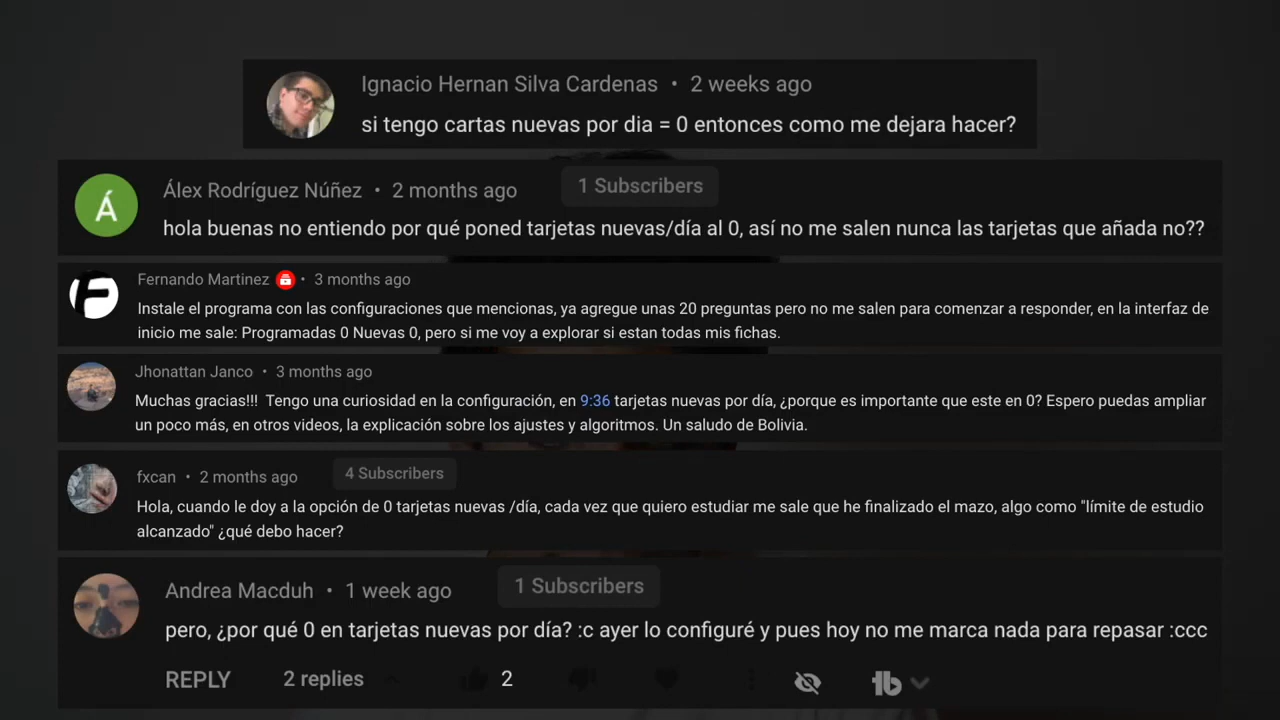 Ignacio Hernan Silva Cardenas • 2 weeks ago
si tengo cartas nuevas por dia = 0 entonces como me dejara hacer?
Álex Rodríguez Núñez • 2 months ago 1 Subscribers
Á
hola buenas no entiendo por qué poned tarjetas nuevas/día al 0, así no me salen nunca las tarjetas que añada no??
Fernando Martinez • 3 months ago
Instale el programa con las configuraciones que mencionas, ya agregue unas 20 preguntas pero no me salen para comenzar a responder, en la interfaz de
inicio me sale: Programadas 0 Nuevas 0, pero si me voy a explorar si estan todas mis fichas.
Jhonattan Janco • 3 months ago
Muchas gracias!!! Tengo una curiosidad en la configuración, en 9:36 tarjetas nuevas por día, ¿porque es importante que este en 0? Espero puedas ampliar
un poco más, en otros videos, la explicación sobre los ajustes y algoritmos. Un saludo de Bolivia.
fxcan • 2 months ago 4 Subscribers
Hola, cuando le doy a la opción de 0 tarjetas nuevas /día, cada vez que quiero estudiar me sale que he finalizado el mazo, algo como "límite de estudio
alcanzado" ¿qué debo hacer?
Andrea Macduh • 1 week ago 1 Subscribers
pero, ¿por qué 0 en tarjetas nuevas por día? :c ayer lo configuré y pues hoy no me marca nada para repasar :ccc
REPLY 2 replies 2